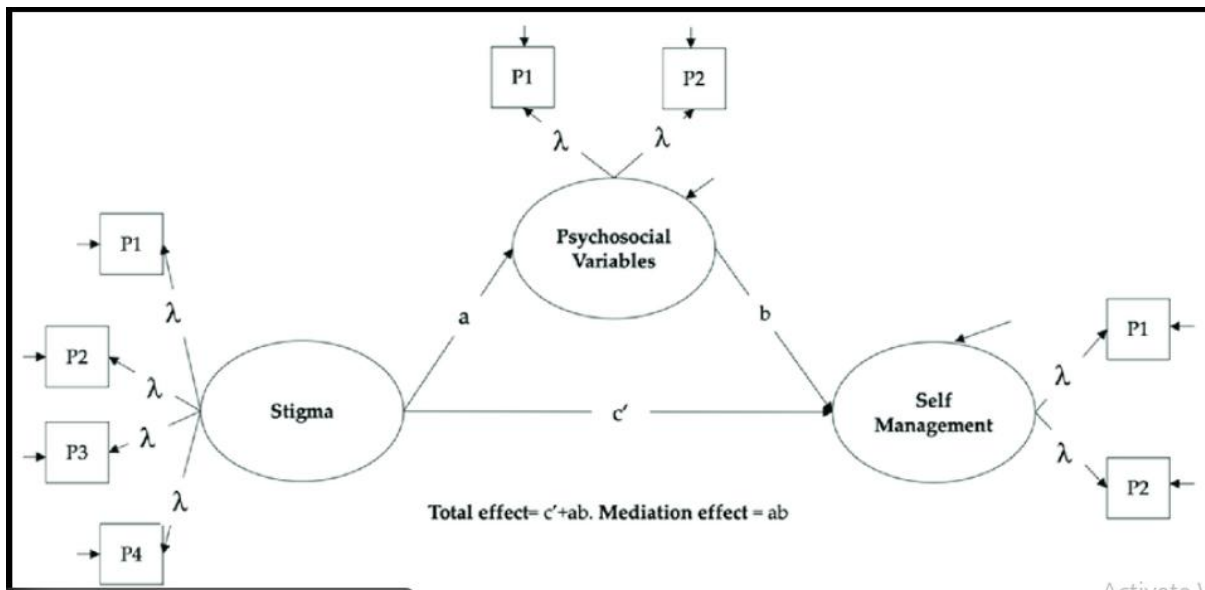 P1
P2
λ
λ
Psychosocial
Variables
P1
λ
P2
λ
P3
λ
P4
λ
Stigma
a
b
c′
Self
Management
P1
λ
λ
P2
Total effect= c′+ab. Mediation effect = ab